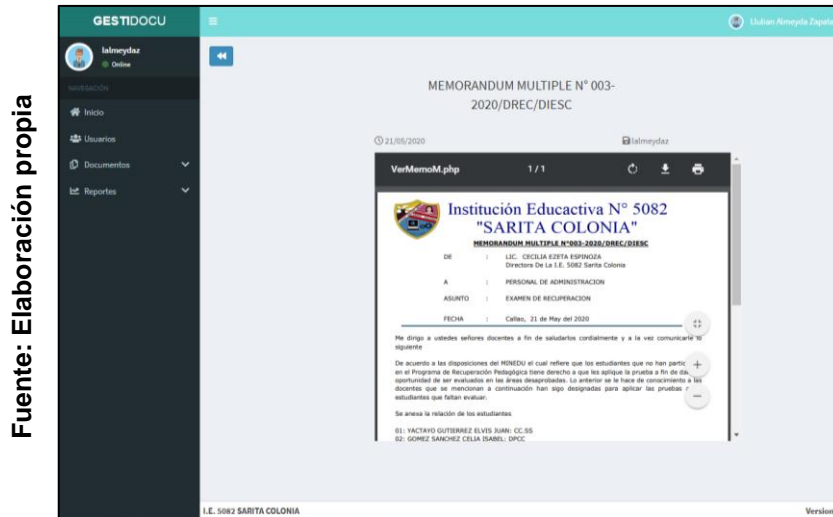 Fuente: Elaboración propia
GESTIDOCU
Llulian Almeyda Zapata
lalmeydaz
Online
NAVEGACIÓN
Inicio
Usuarios
Documentos
Reportes
MEMORANDUM MULTIPLE N° 003-
2020/DREC/DIESC
21/05/2020 lalmeydaz
VerMemoM.php 1 / 1
Institución Educactiva N° 5082
"SARITA COLONIA"
MEMORANDUM MULTIPLE N°003-2020/DREC/DIESC
DE : LIC. CECILIA EZETA ESPINOZA
Directora De La I.E. 5082 Sarita Colonia
A : PERSONAL DE ADMINISTRACION
ASUNTO : EXAMEN DE RECUPERACION
FECHA : Callao, 21 de May del 2020
Me dirijo a ustedes señores docentes a fin de saludarlos cordialmente y a la vez comunicarle lo
siguiente
De acuerdo a las disposiciones del MINEDU el cual refiere que los estudiantes que no han
en el Programa de Recuperación Pedagógica tiene derecho a que les aplique la prueba a fin de
oportunidad de ser evaluados en las áreas desaprobadas. Lo anterior se le hace de conocimiento a los
docentes que se mencionan a continuación han sigo designadas para aplicar las pruebas
estudiantes que faltan evaluar.
Se anexa la relación de los estudiantes
01: YACTAYO GUTIERREZ ELVIS JUAN: CC.SS
02: GOMEZ SANCHEZ CELIA ISABEL: DPCC
I.E. 5082 SARITA COLONIA
Version